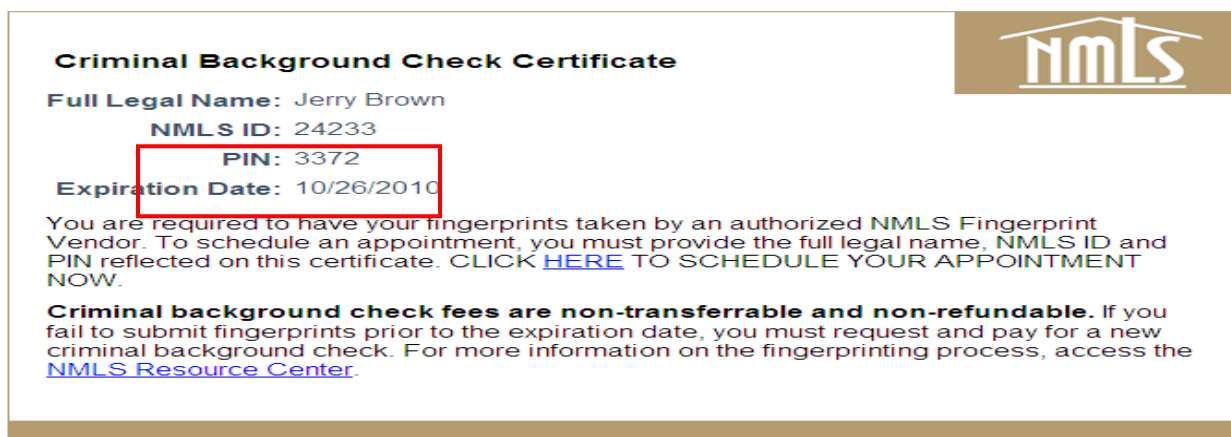 NMLS
Criminal Background Check Certificate
Full Legal Name: Jerry Brown
NMLS ID: 24233
PIN: 3372
Expiration Date: 10/26/2010
You are required to have your fingerprints taken by an authorized NMLS Fingerprint
Vendor. To schedule an appointment, you must provide the full legal name, NMLS ID and
PIN reflected on this certificate. CLICK HERE TO SCHEDULE YOUR APPOINTMENT
NOW.
Criminal background check fees are non-transferrable and non-refundable. If you
fail to submit fingerprints prior to the expiration date, you must request and pay for a new
criminal background check. For more information on the fingerprinting process, access the
NMLS Resource Center.